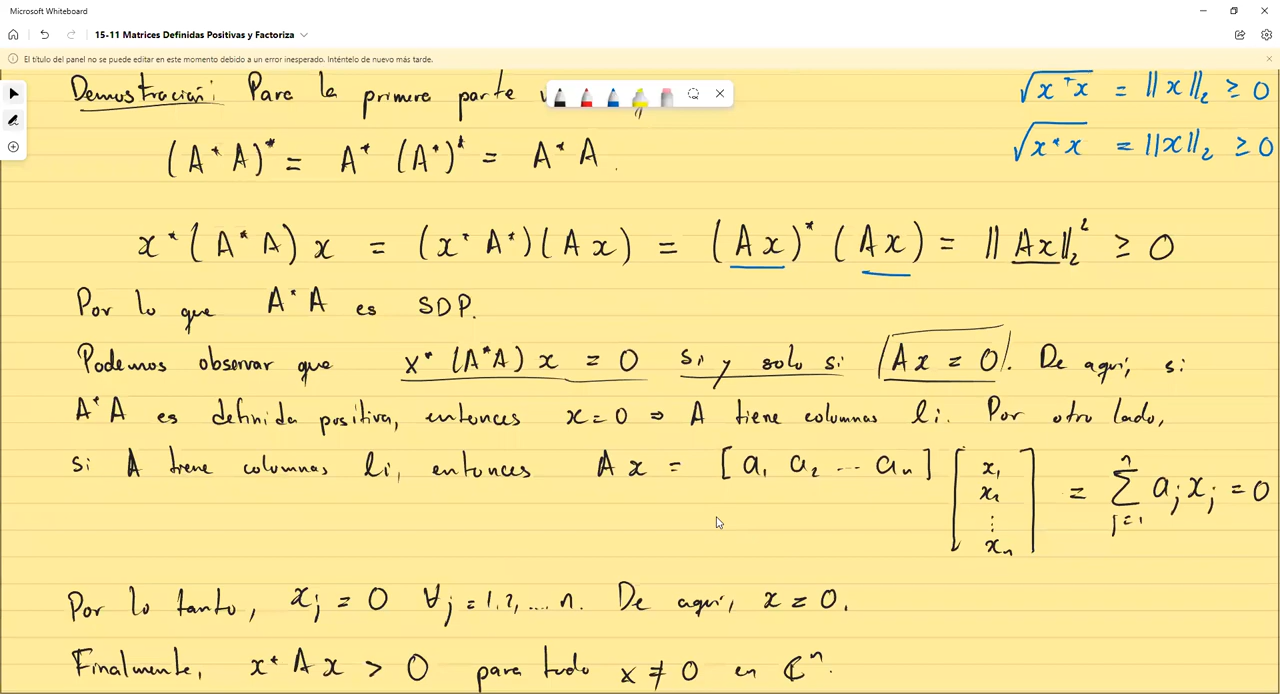 Microsoft Whiteboard
15-11 Matrices Definidas Positivas y Factoriza
El título del panel no se puede editar en este momento debido a un error inesperado. Inténtelo de nuevo más tarde.
Demostración: Para la primera parte
√(xᵀx) = ||x||₂ ≥ 0
√(x*x) = ||x||₂ ≥ 0
(A*A)* = A*(A*)* = A*A.
x*(A*A)x = (x*A*)(Ax) = (Ax)*(Ax) = ||Ax||₂² ≥ 0
Por lo que A*A es SDP.
Podemos observar que x*(A*A)x = 0 si y solo si (Ax = 0). De aquí, si
A*A es definida positiva, entonces x=0 ⇒ A tiene columnas li. Por otro lado,
si A tiene columnas li, entonces Ax = [a₁ a₂ ... aₙ] [x₁ x₂ ⋮ xₙ] = Σⱼ₌₁ⁿ aⱼxⱼ = 0
Por lo tanto, xⱼ = 0 ∀ⱼ = 1,2,...n. De aquí, x = 0.
Finalmente, x*Ax > 0 para todo x ≠ 0 en ℂⁿ.